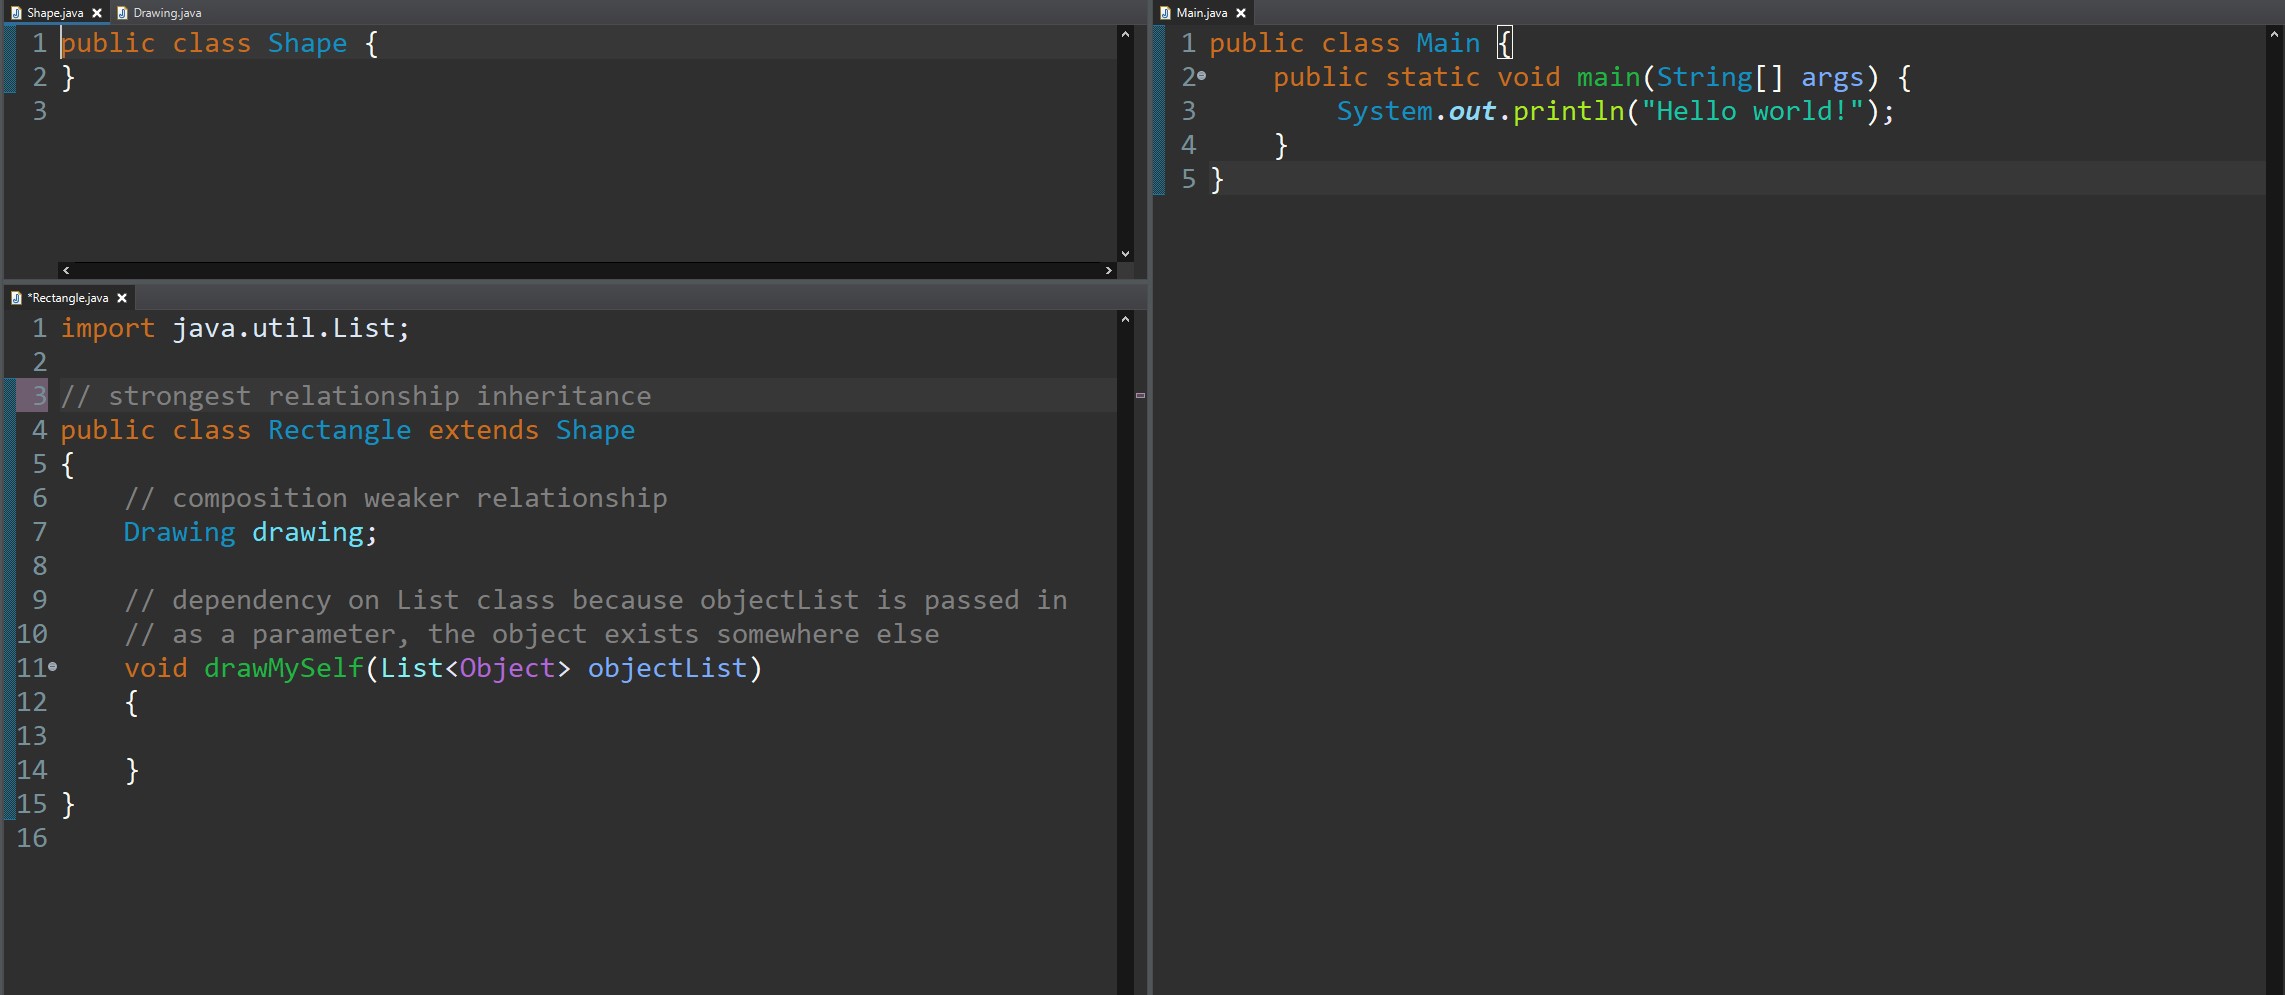 Shape.java Drawing.java
1 public class Shape {
2 }
3
*Rectangle.java
1 import java.util.List;
2
3 // strongest relationship inheritance
4 public class Rectangle extends Shape
5 {
6     // composition weaker relationship
7     Drawing drawing;
8
9     // dependency on List class because objectList is passed in
10     // as a parameter, the object exists somewhere else
11     void drawMySelf(List<Object> objectList)
12     {
13
14     }
15 }
16
Main.java
1 public class Main {
2     public static void main(String[] args) {
3         System.out.println("Hello world!");
4     }
5 }